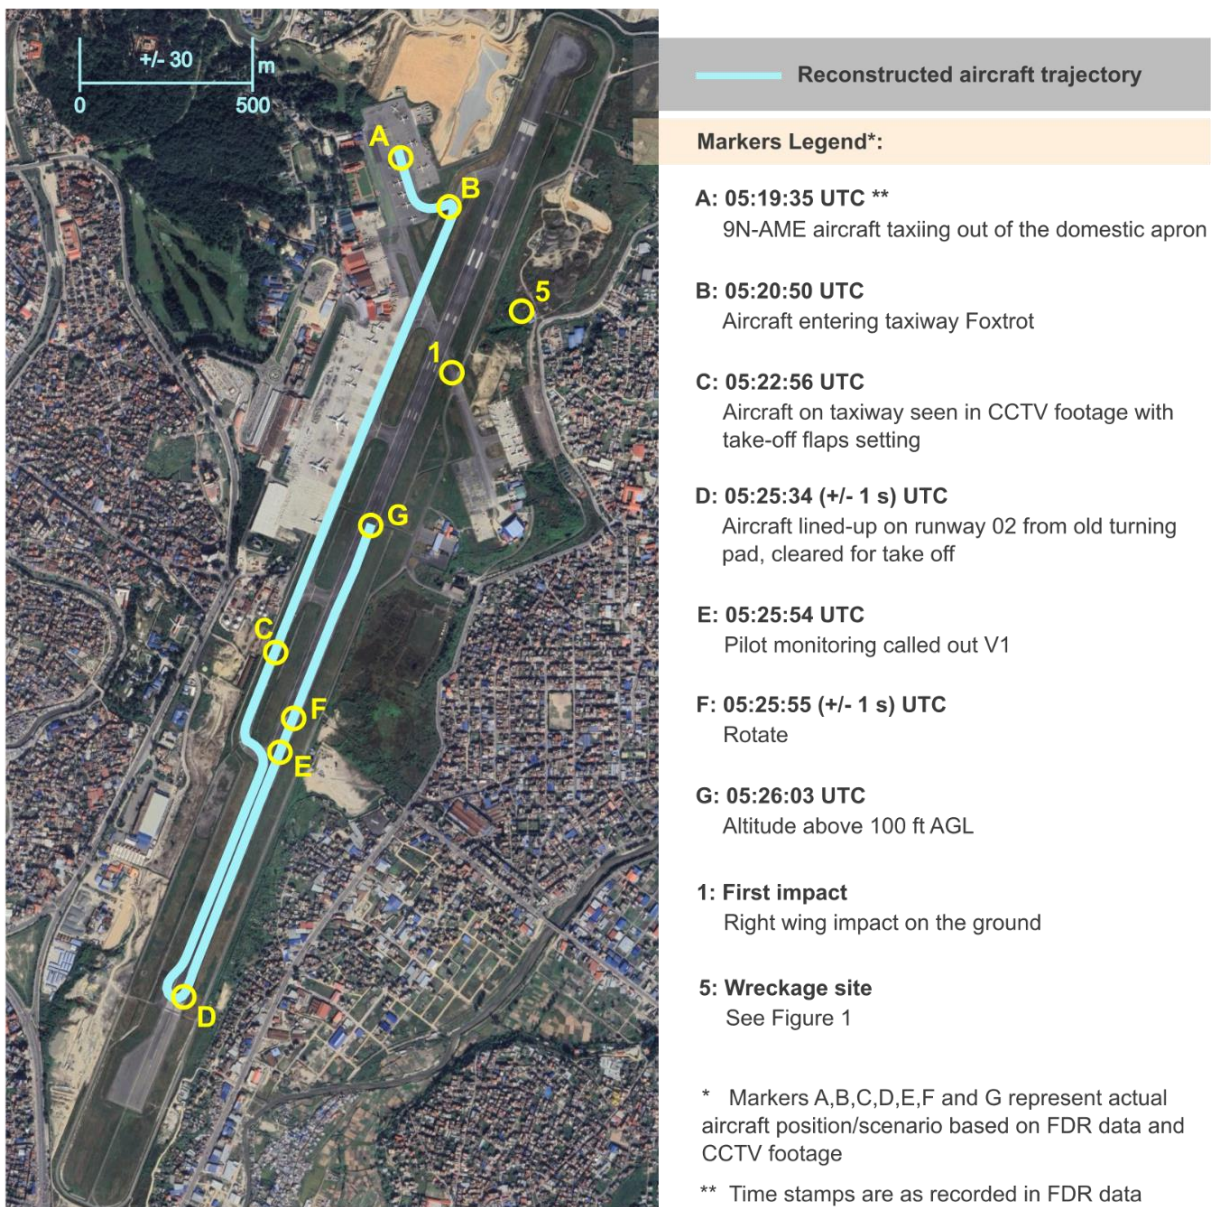 +/- 30
m
0
500
A
B
5
1
G
C
F
E
D
Reconstructed aircraft trajectory
Markers Legend*:
A: 05:19:35 UTC **
9N-AME aircraft taxiing out of the domestic apron
B: 05:20:50 UTC
Aircraft entering taxiway Foxtrot
C: 05:22:56 UTC
Aircraft on taxiway seen in CCTV footage with
take-off flaps setting
D: 05:25:34 (+/- 1 s) UTC
Aircraft lined-up on runway 02 from old turning
pad, cleared for take off
E: 05:25:54 UTC
Pilot monitoring called out V1
F: 05:25:55 (+/- 1 s) UTC
Rotate
G: 05:26:03 UTC
Altitude above 100 ft AGL
1: First impact
Right wing impact on the ground
5: Wreckage site
See Figure 1
* Markers A,B,C,D,E,F and G represent actual
aircraft position/scenario based on FDR data and
CCTV footage
** Time stamps are as recorded in FDR data